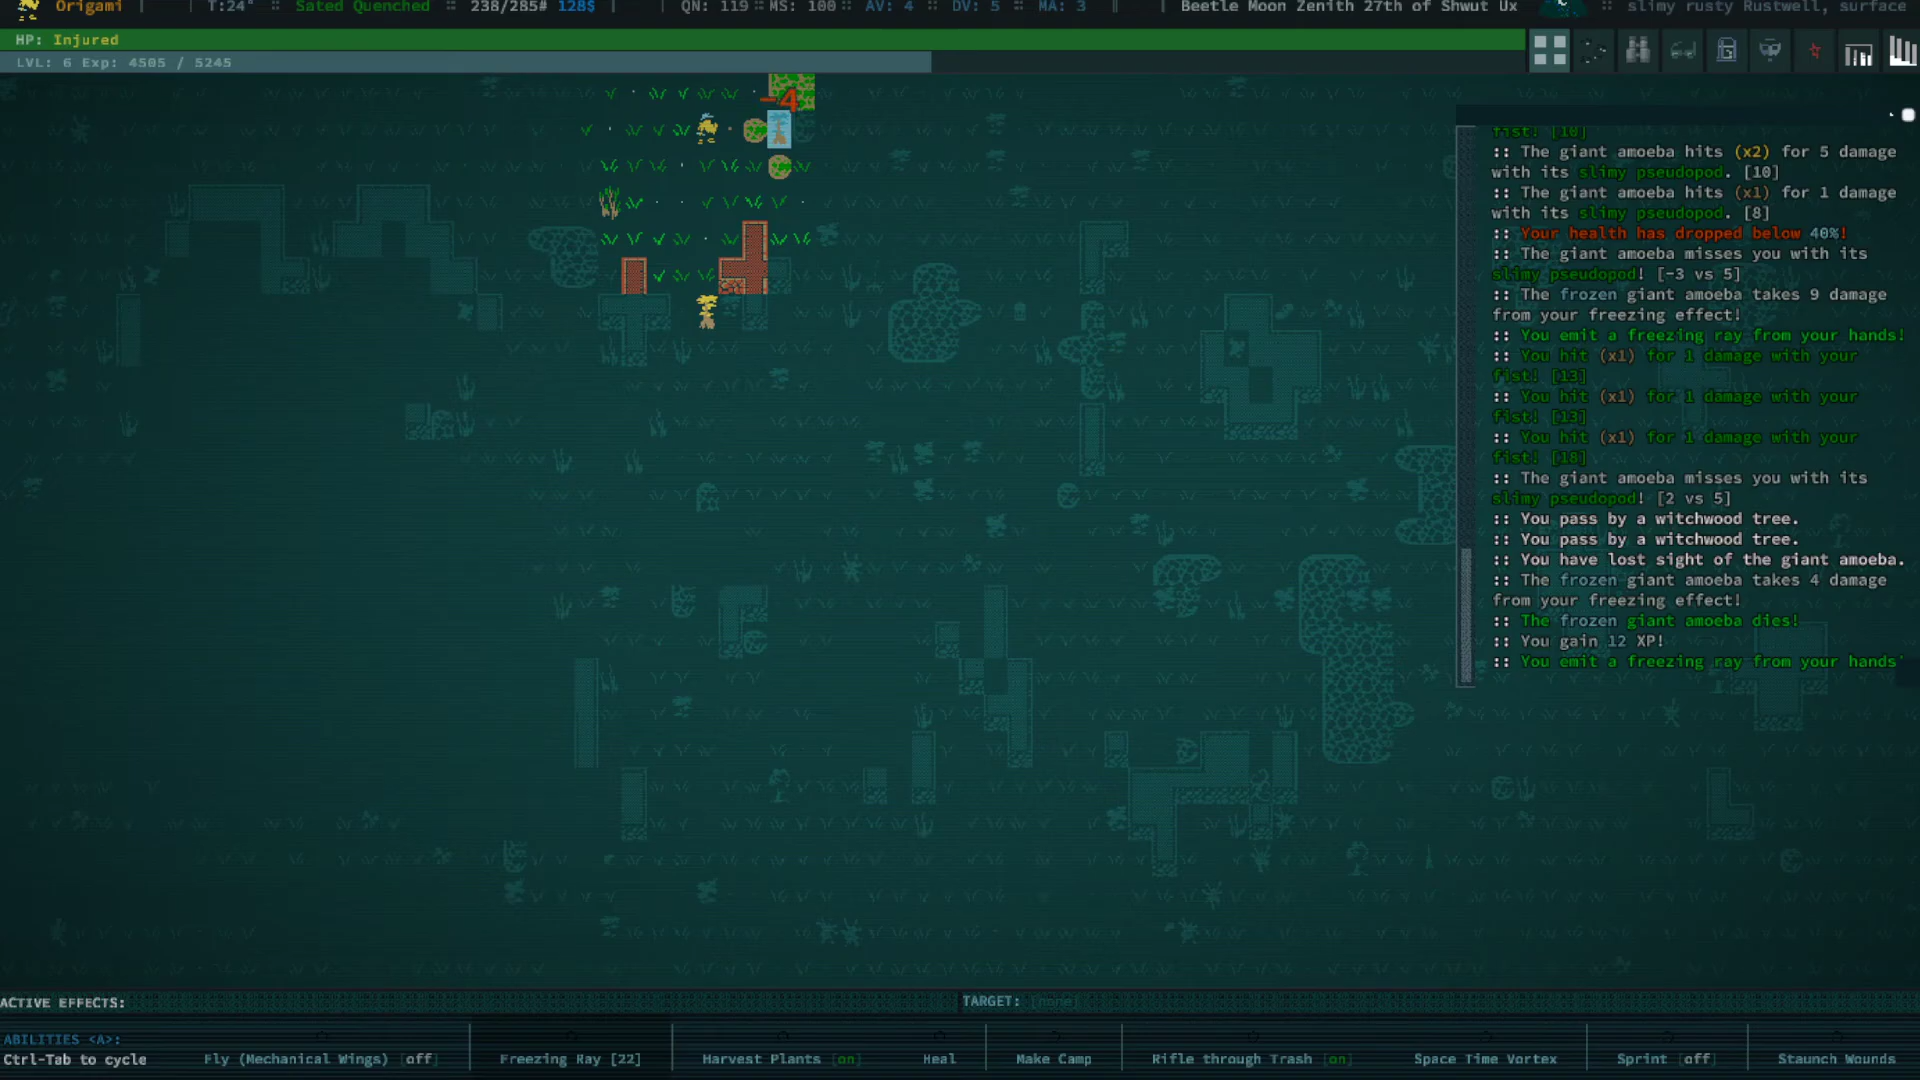 Origami | | T:24° :: Sated Quenched :: 238/285# 128$ | | QN: 119 :: MS: 100 :: AV: 4 :: DV: 5 :: MA: 3 || | Beetle Moon Zenith 27th of Shwut Ux :: slimy rusty Rustwell, surface
HP: Injured
LVL: 6 Exp: 4505 / 5245
-4
fist! [10]
:: The giant amoeba hits (x2) for 5 damage
with its slimy pseudopod. [10]
:: The giant amoeba hits (x1) for 1 damage
with its slimy pseudopod. [8]
:: Your health has dropped below 40%!
:: The giant amoeba misses you with its
slimy pseudopod! [-3 vs 5]
:: The frozen giant amoeba takes 9 damage
from your freezing effect!
:: You emit a freezing ray from your hands!
:: You hit (x1) for 1 damage with your
fist! [13]
:: You hit (x1) for 1 damage with your
fist! [13]
:: You hit (x1) for 1 damage with your
fist! [18]
:: The giant amoeba misses you with its
slimy pseudopod! [2 vs 5]
:: You pass by a witchwood tree.
:: You pass by a witchwood tree.
:: You have lost sight of the giant amoeba.
:: The frozen giant amoeba takes 4 damage
from your freezing effect!
:: The frozen giant amoeba dies!
:: You gain 12 XP!
:: You emit a freezing ray from your hands
ACTIVE EFFECTS: TARGET: [none]
ABILITIES <A>:
Ctrl-Tab to cycle Fly (Mechanical Wings) [off] Freezing Ray [22] Harvest Plants [on] Heal Make Camp Rifle through Trash [on] Space Time Vortex Sprint [off] Staunch Wounds